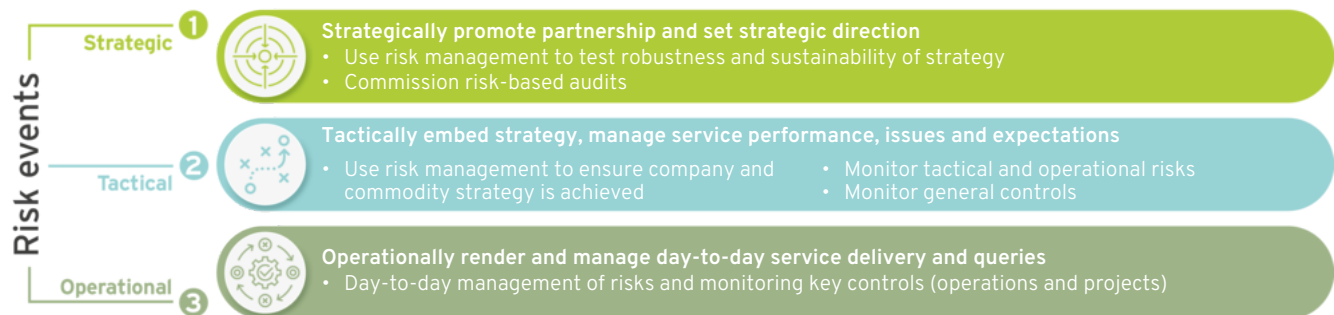 Risk events
Strategic 1
Strategically promote partnership and set strategic direction
• Use risk management to test robustness and sustainability of strategy
• Commission risk-based audits
Tactical 2
Tactically embed strategy, manage service performance, issues and expectations
• Use risk management to ensure company and
commodity strategy is achieved
• Monitor tactical and operational risks
• Monitor general controls
Operational 3
Operationally render and manage day-to-day service delivery and queries
• Day-to-day management of risks and monitoring key controls (operations and projects)